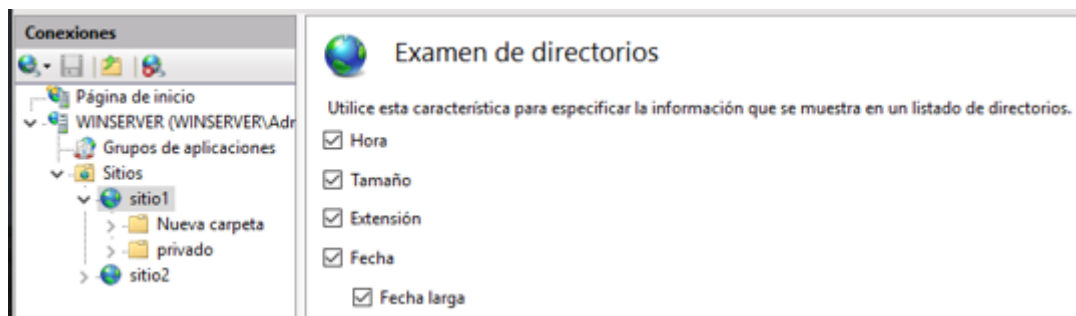 Conexiones
Página de inicio
WINSERVER (WINSERVER\Adr
Grupos de aplicaciones
Sitios
sitio1
Nueva carpeta
privado
sitio2
Examen de directorios
Utilice esta característica para especificar la información que se muestra en un listado de directorios.
Hora
Tamaño
Extensión
Fecha
Fecha larga